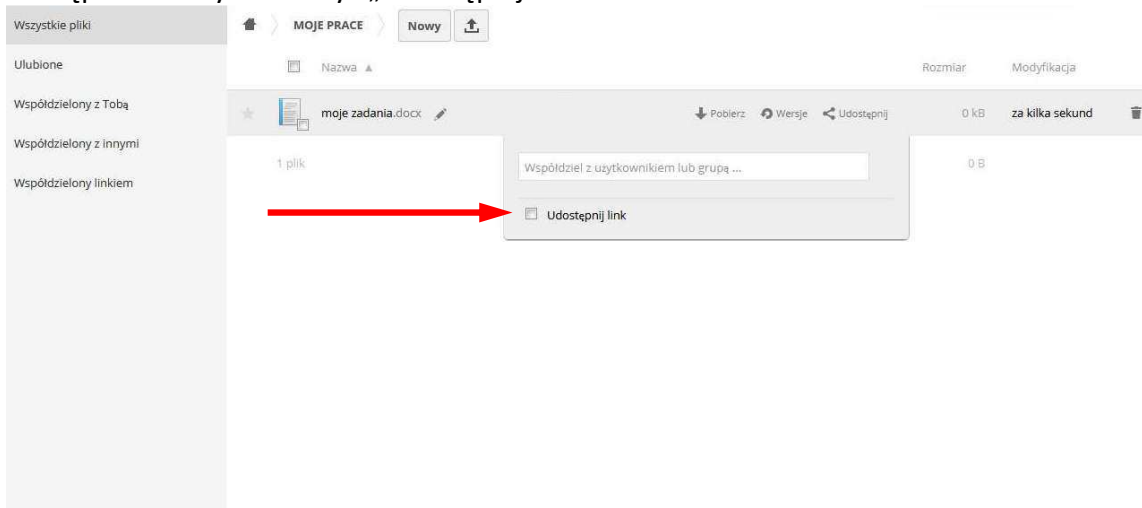 Wszystkie pliki
MOJE PRACE Nowy
Ulubione
Nazwa Rozmiar Modyfikacja
Współdzielony z Tobą
moje zadania.docx Pobierz Wersje Udostępnij 0 kB za kilka sekund
Współdzielony z innymi
1 plik 0 B
Współdziel z użytkownikiem lub grupą ...
Współdzielony linkiem
Udostępnij link